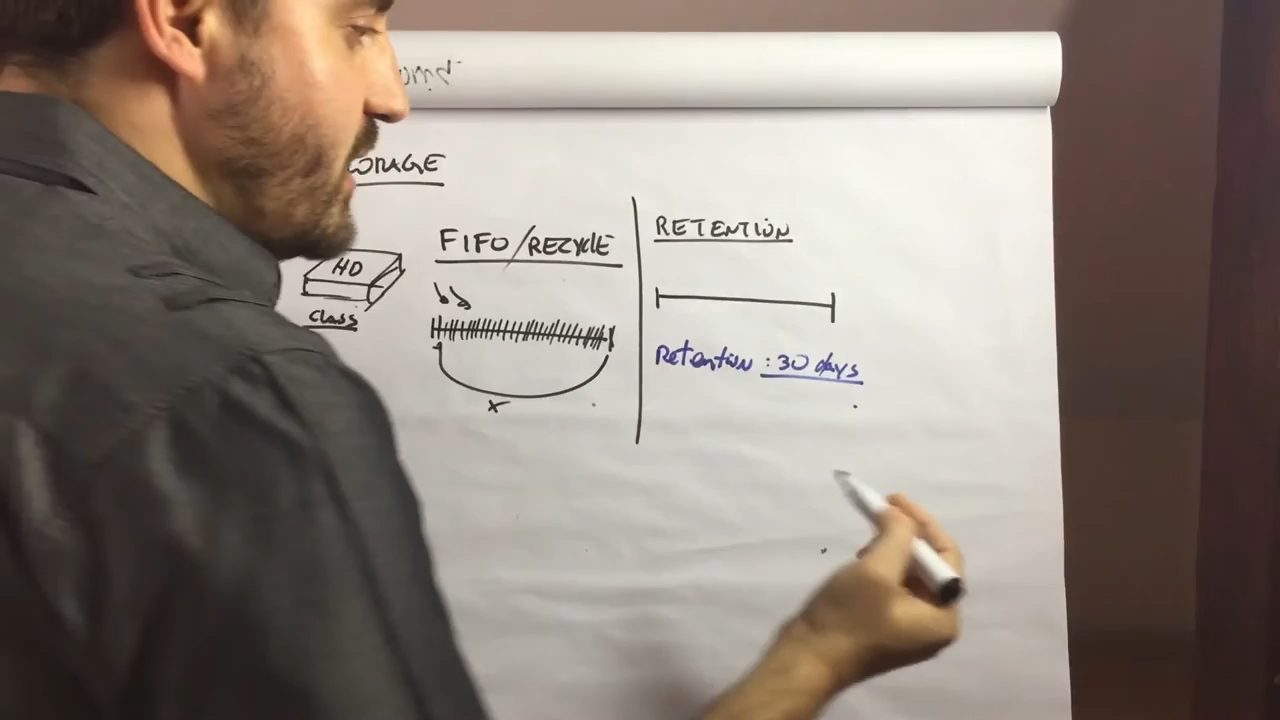 ORAGE
FIFO/RECYCLE
RETENTION
HD
Class
Retention : 30 days
x